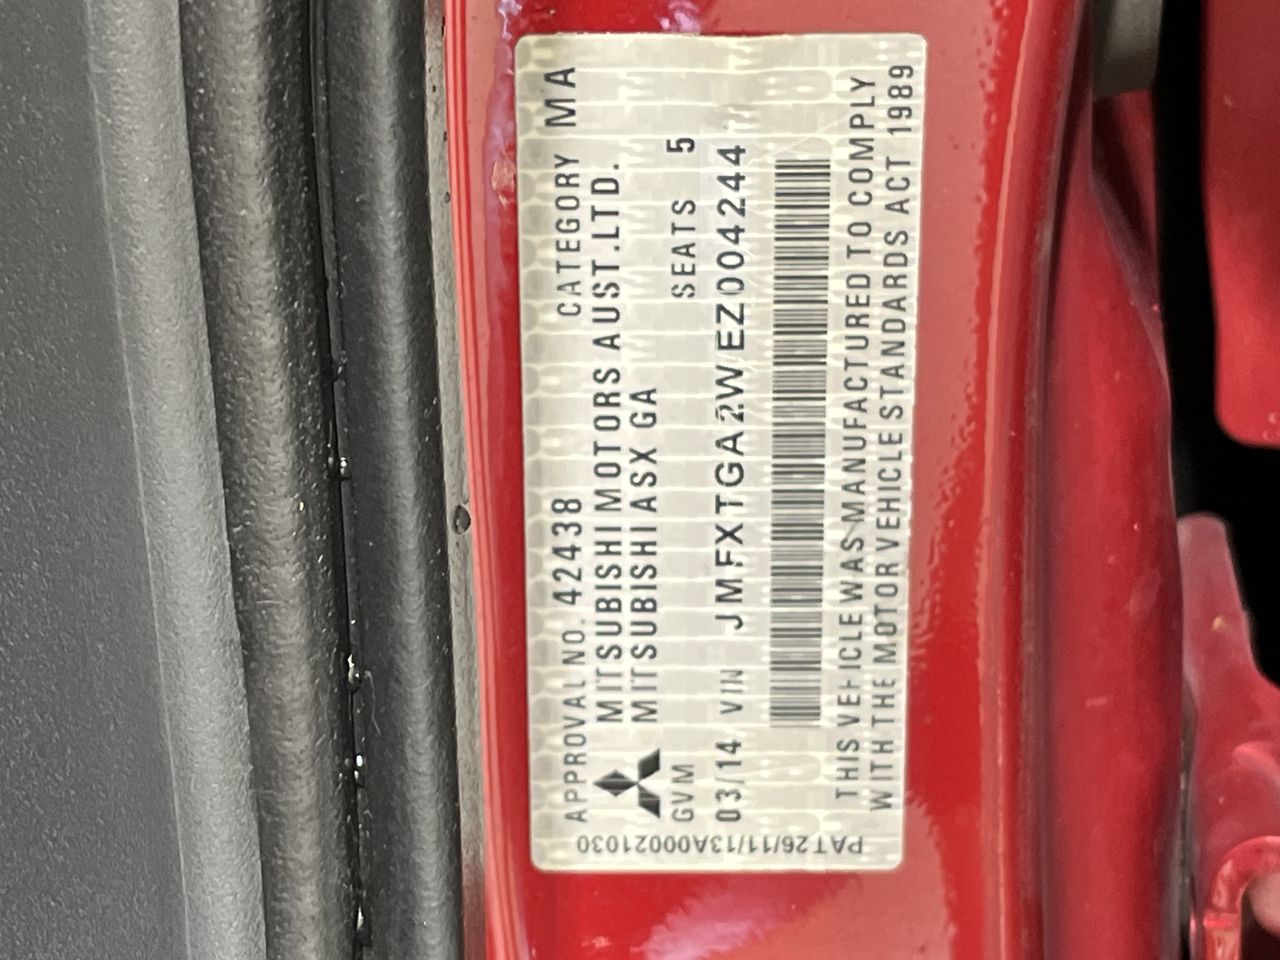 APPROVAL NO. 42438 CATEGORY MA
MITSUBISHI MOTORS AUST.LTD.
MITSUBISHI ASX GA
GVM SEATS 5
03/14 VIN JMFXTGA2WEZ004244
THIS VEHICLE WAS MANUFACTURED TO COMPLY
WITH THE MOTOR VEHICLE STANDARDS ACT 1989
PAT26/11/13A00021030